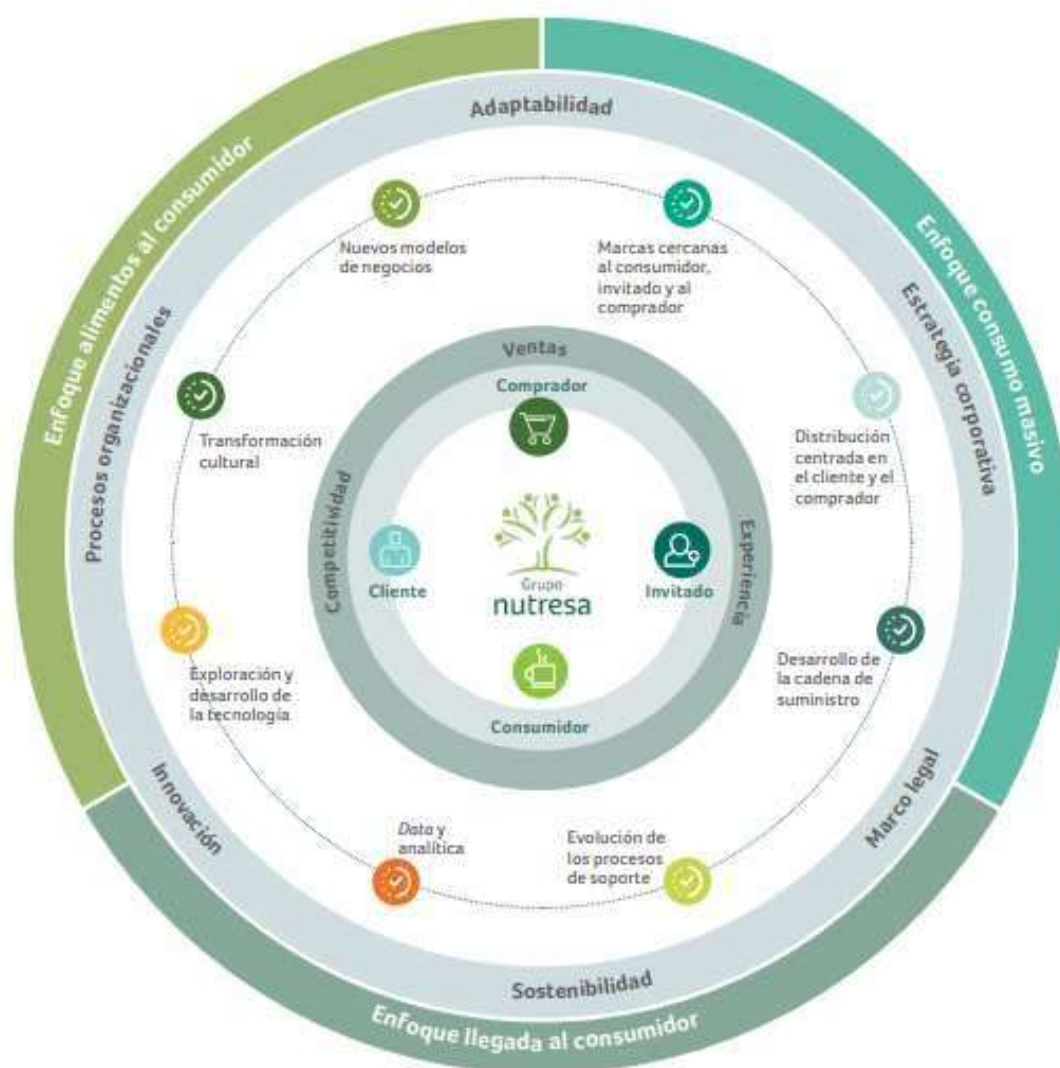 Enfoque alimentos al consumidor
Enfoque consumo masivo
Enfoque llegada al consumidor
Adaptabilidad
Estrategia corporativa
Marco legal
Sostenibilidad
Innovación
Procesos organizacionales
Nuevos modelos
de negocios
Marcas cercanas
al consumidor,
invitado y al
comprador
Distribución
centrada en
el cliente y el
comprador
Desarrollo de
la cadena de
suministro
Evolución de
los procesos
de soporte
Data y
analítica
Exploración y
desarrollo de
la tecnología
Transformación
cultural
Ventas
Experiencia
Competitividad
Comprador
Invitado
Consumidor
Cliente
Grupo
nutresa